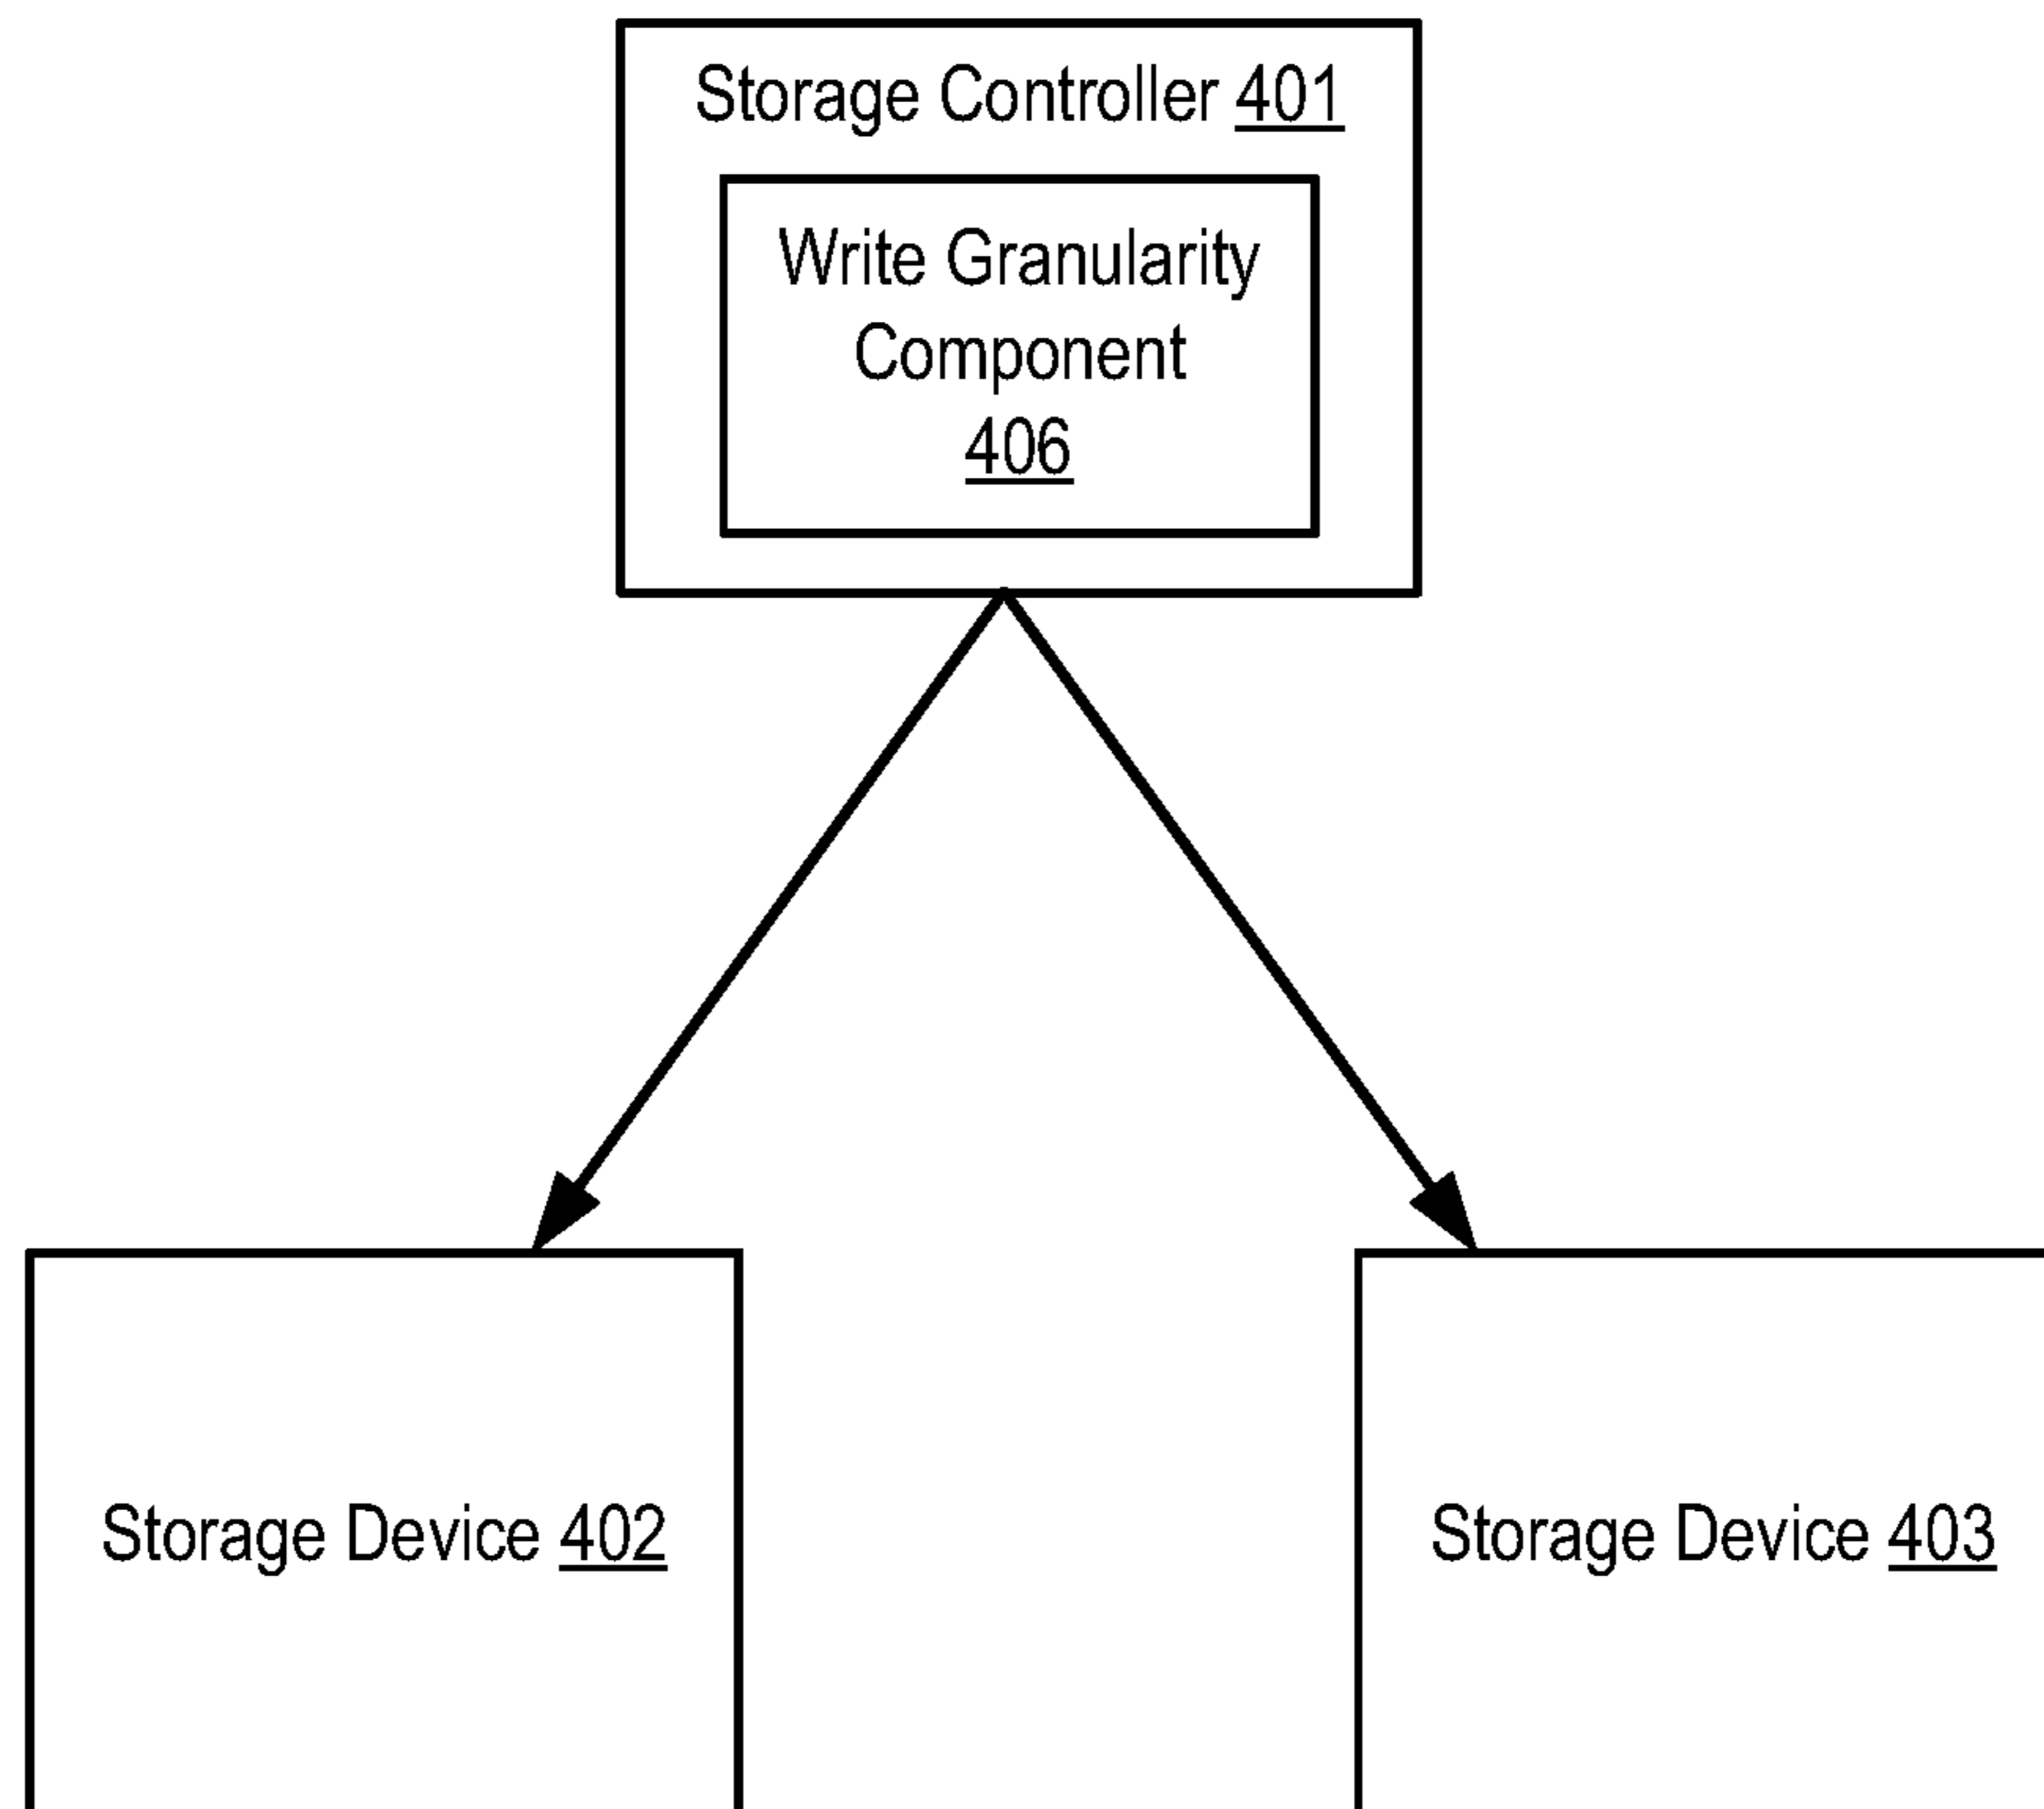 Storage Controller 401
Write Granularity
Component
406
Storage Device 402
Storage Device 403